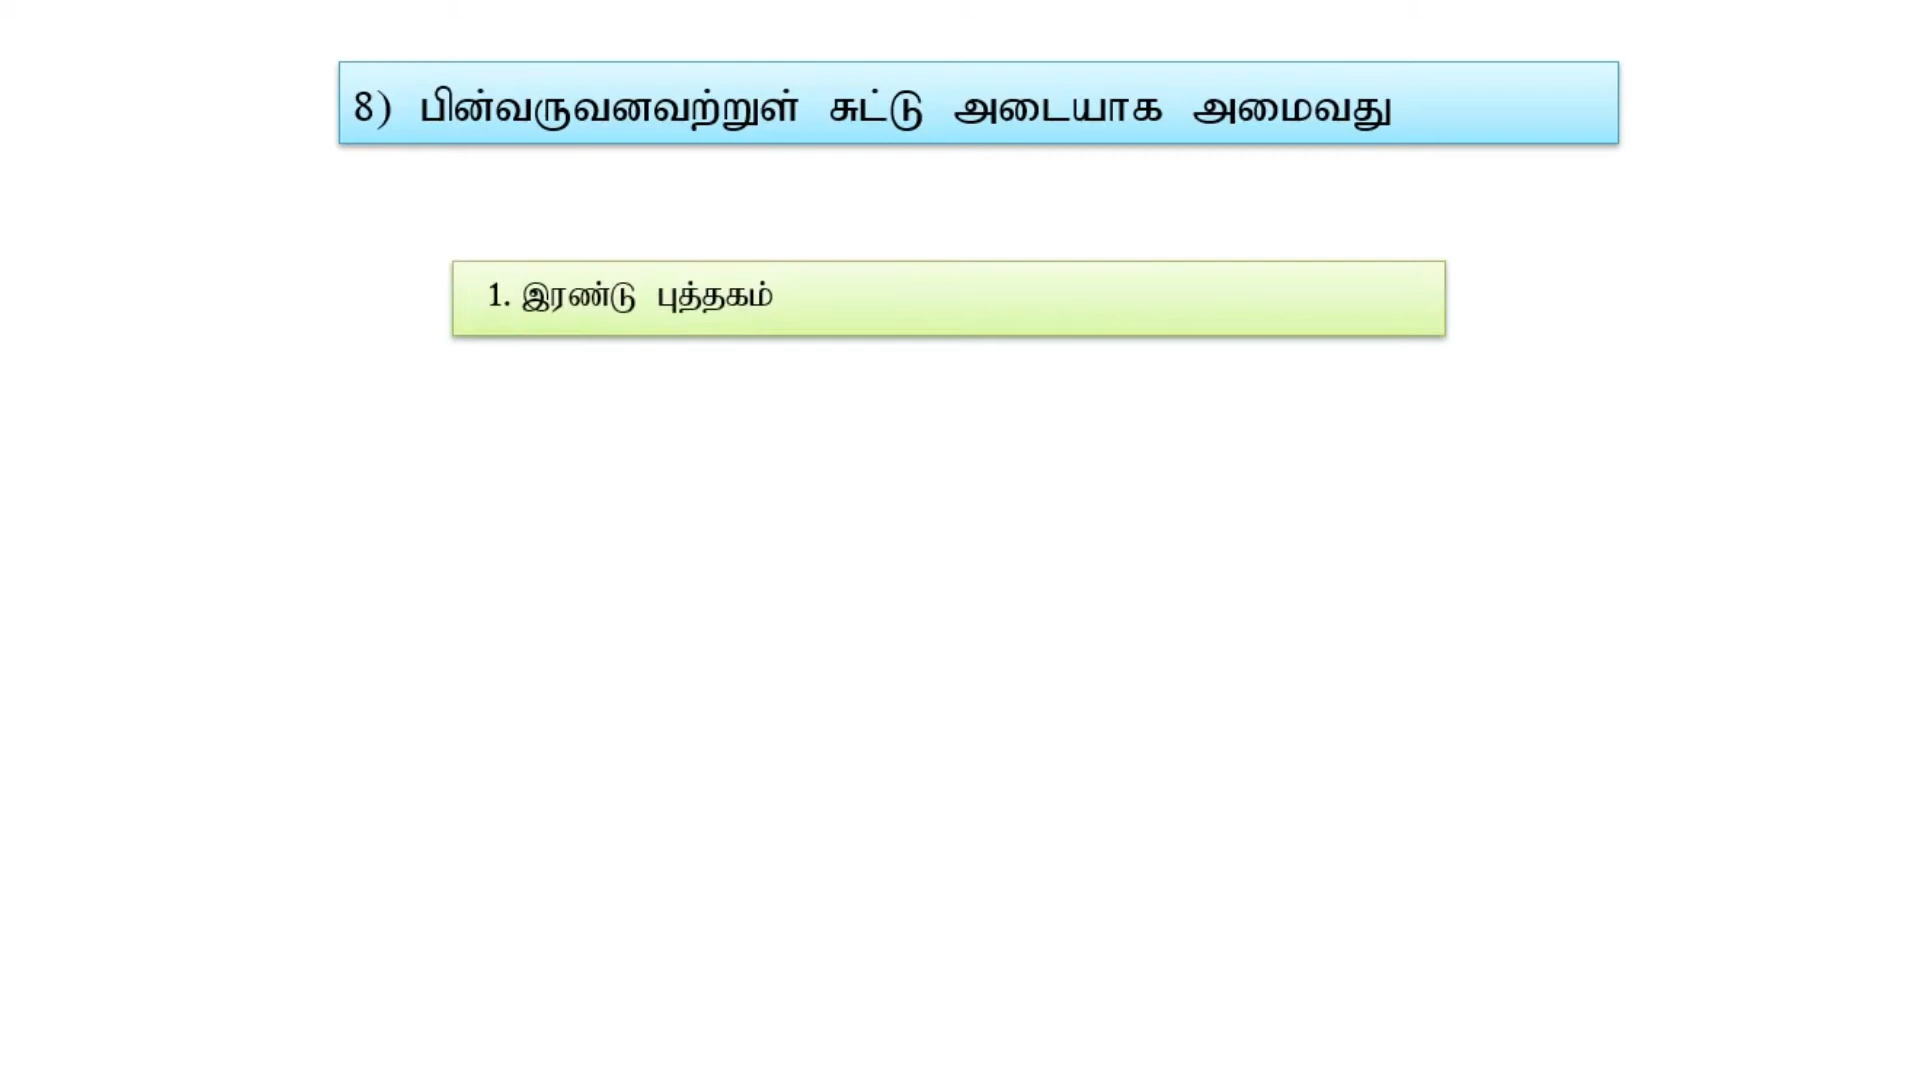 8) பின்வருவனவற்றுள் சுட்டு அடையாக அமைவது
1. இரண்டு புத்தகம்